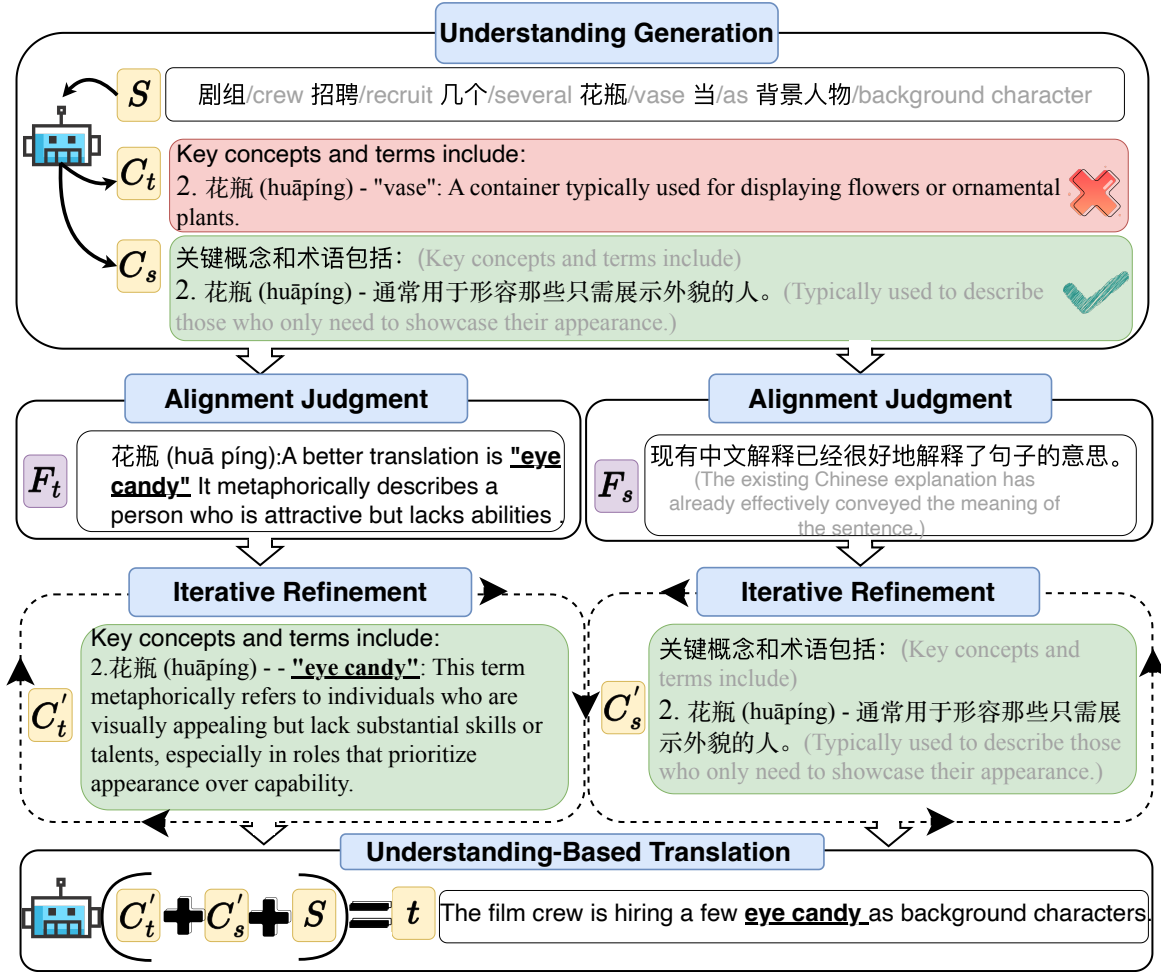 Understanding Generation
S
剧组/crew 招聘/recruit 几个/several 花瓶/vase 当/as 背景人物/background character
C_t
Key concepts and terms include:
2. 花瓶 (huāpíng) - "vase": A container typically used for displaying flowers or ornamental
plants.
C_s
关键概念和术语包括：(Key concepts and terms include)
2. 花瓶 (huāpíng) - 通常用于形容那些只需展示外貌的人。(Typically used to describe
those who only need to showcase their appearance.)
Alignment Judgment
F_t
花瓶 (huā píng):A better translation is "eye
candy" It metaphorically describes a
person who is attractive but lacks abilities .
Alignment Judgment
F_s
现有中文解释已经很好地解释了句子的意思。
(The existing Chinese explanation has
already effectively conveyed the meaning of
the sentence.)
Iterative Refinement
C_t'
Key concepts and terms include:
2.花瓶 (huāpíng) - - "eye candy": This term
metaphorically refers to individuals who are
visually appealing but lack substantial skills or
talents, especially in roles that prioritize
appearance over capability.
Iterative Refinement
C_s'
关键概念和术语包括：(Key concepts and
terms include)
2. 花瓶 (huāpíng) - 通常用于形容那些只需展
示外貌的人。(Typically used to describe those
who only need to showcase their appearance.)
Understanding-Based Translation
(C_t' + C_s' + S) = t
The film crew is hiring a few eye candy as background characters.